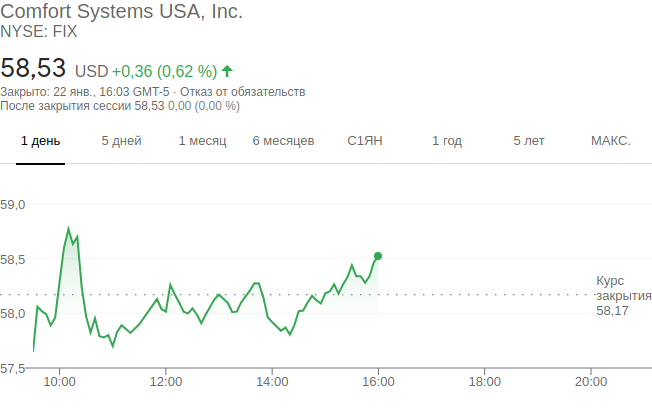 Comfort Systems USA, Inc.
NYSE: FIX
58,53 USD +0,36 (0,62 %)
Закрыто: 22 янв., 16:03 GMT-5 · Отказ от обязательств
После закрытия сессии 58,53 0,00 (0,00 %)
1 день 5 дней 1 месяц 6 месяцев С1ЯН 1 год 5 лет МАКС.
59,0
58,5
Курс
закрытия
58,17
58,0
57,5
10:00 12:00 14:00 16:00 18:00 20:00